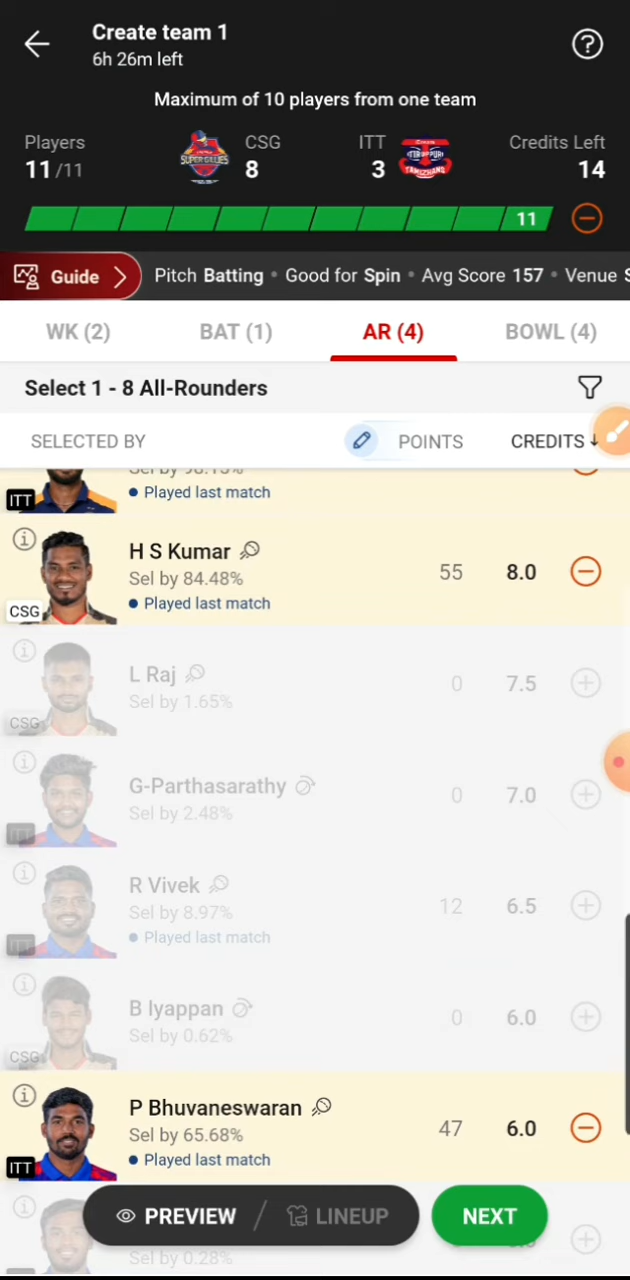 Create team 1
6h 26m left
Maximum of 10 players from one team
Players CSG ITT Credits Left
11/11 8 3 14
SUPER GILLIES
TAMIZHANS
11
Guide Pitch Batting • Good for Spin • Avg Score 157 • Venue S
WK (2) BAT (1) AR (4) BOWL (4)
Select 1 - 8 All-Rounders
SELECTED BY POINTS CREDITS ↓
ITT
Played last match
H S Kumar
Sel by 84.48% 55 8.0
CSG Played last match
L Raj
Sel by 1.65% 0 7.5
CSG
G-Parthasarathy
Sel by 2.48% 0 7.0
ITT
R Vivek
Sel by 8.97% 12 6.5
ITT Played last match
B Iyappan
Sel by 0.62% 0 6.0
CSG
P Bhuvaneswaran
Sel by 65.68% 47 6.0
ITT Played last match
PREVIEW / LINEUP NEXT
Sel by 0.28%